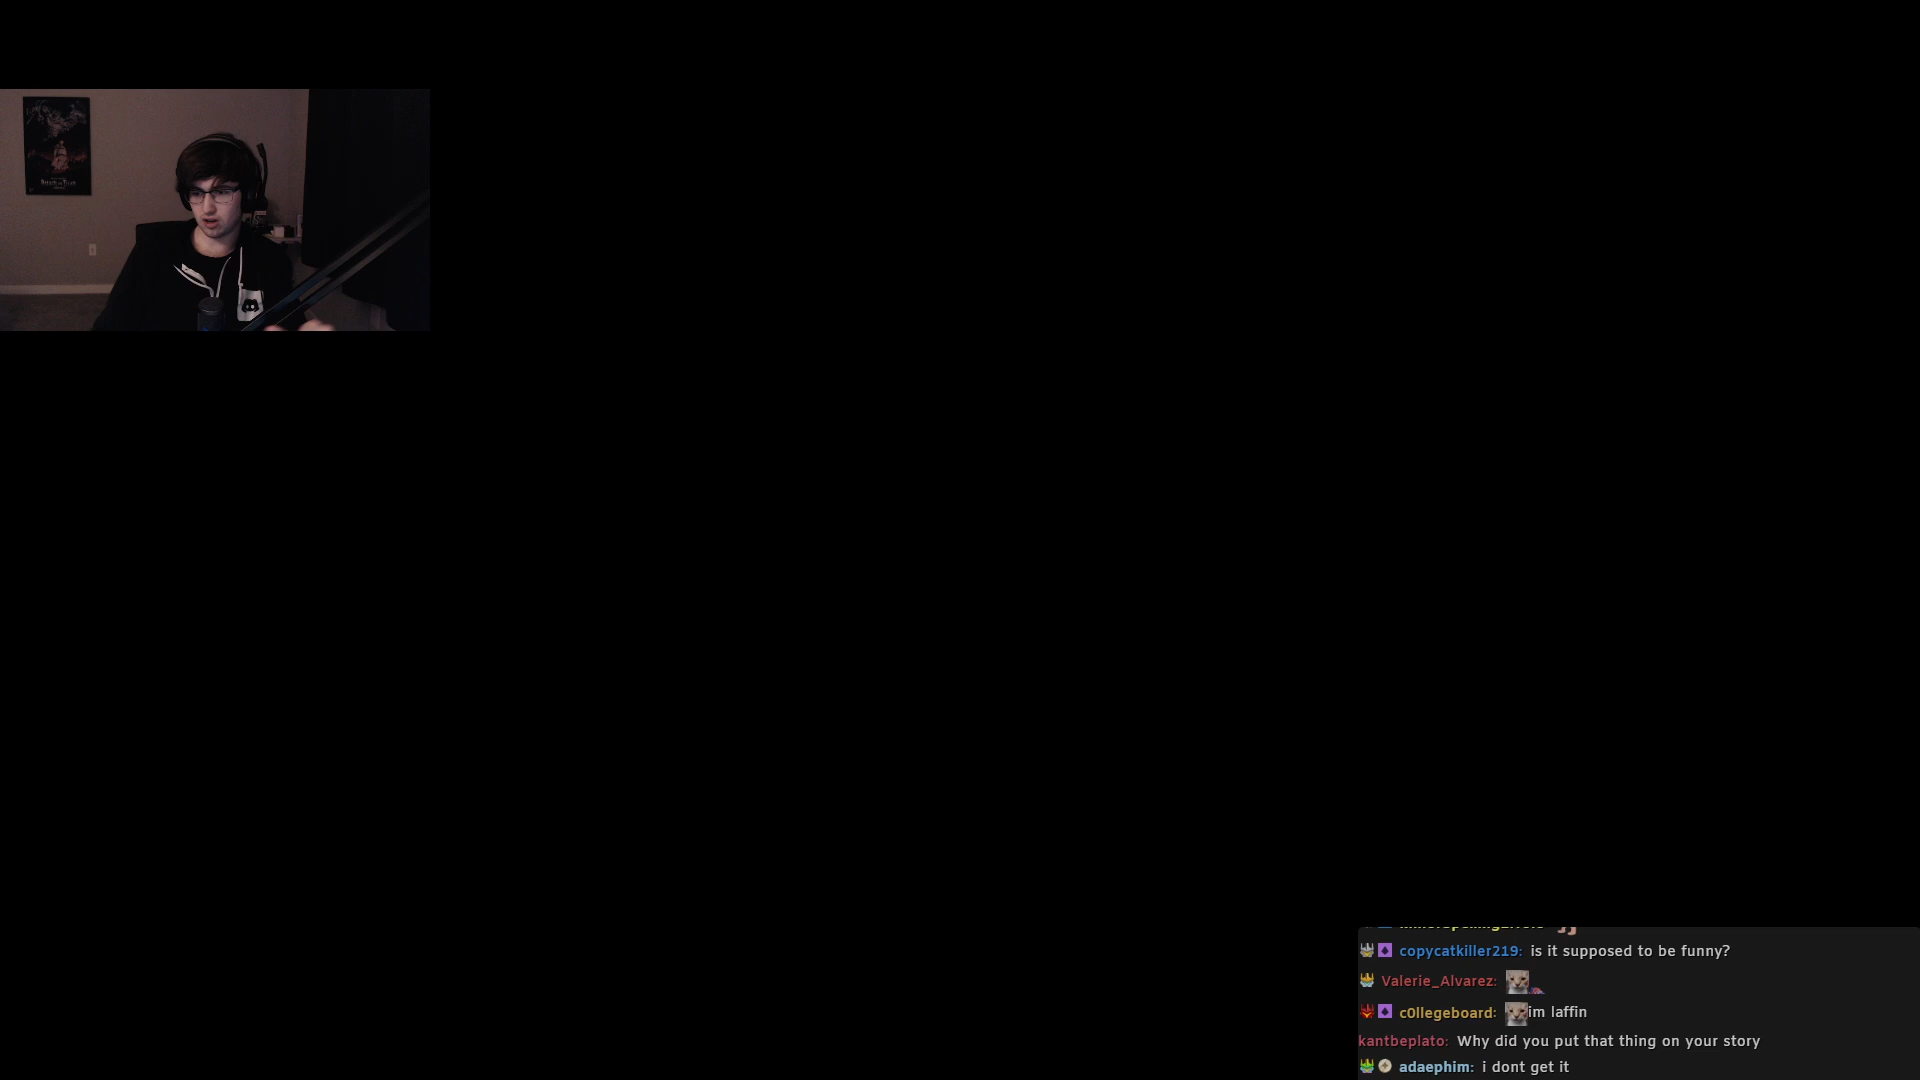 copycatkiller219: is it supposed to be funny?
Valerie_Alvarez:
c0llegeboard: im laffin
kantbeplato: Why did you put that thing on your story
adaephim: i dont get it